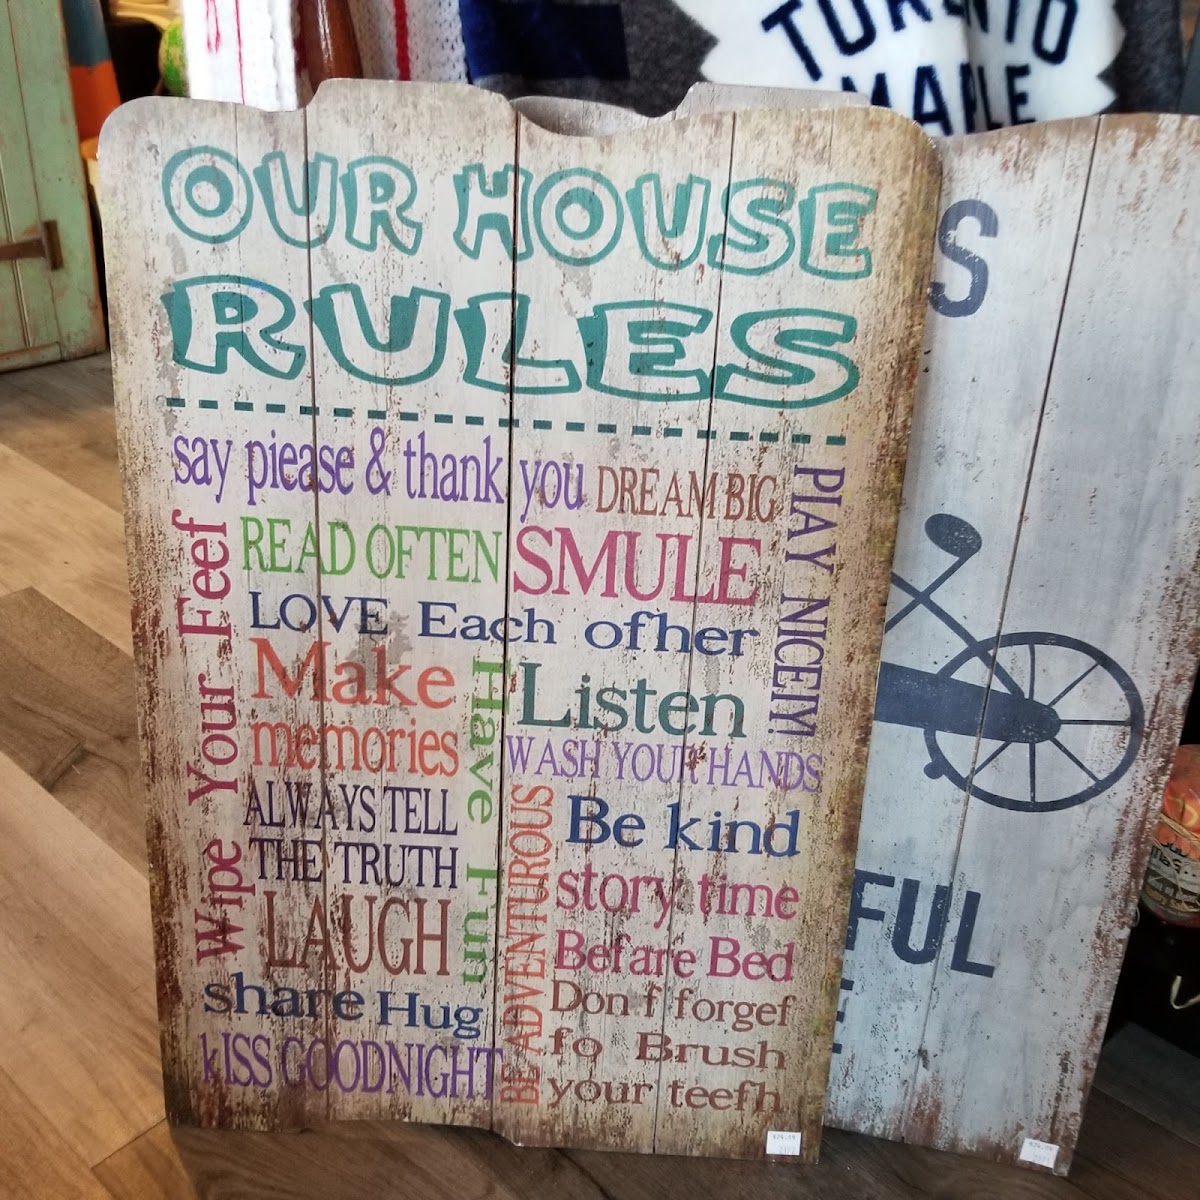 TORONTO
MAPLE
OUR HOUSE
RULES
say piease & thank you
DREAM BIG
PIAY NICEIY!
Wipe Your Feef
READ OFTEN
SMULE
LOVE Each ofher
Make
memories
Have Fun
Listen
WASH YOUR HANDS
ALWAYS TELL
THE TRUTH
BE ADVENTUROUS
Be kind
LAUGH
story time
Befare Bed
share Hug
kISS GOODNIGHT
Don f forgef
fo Brush
your teefh
S
FUL